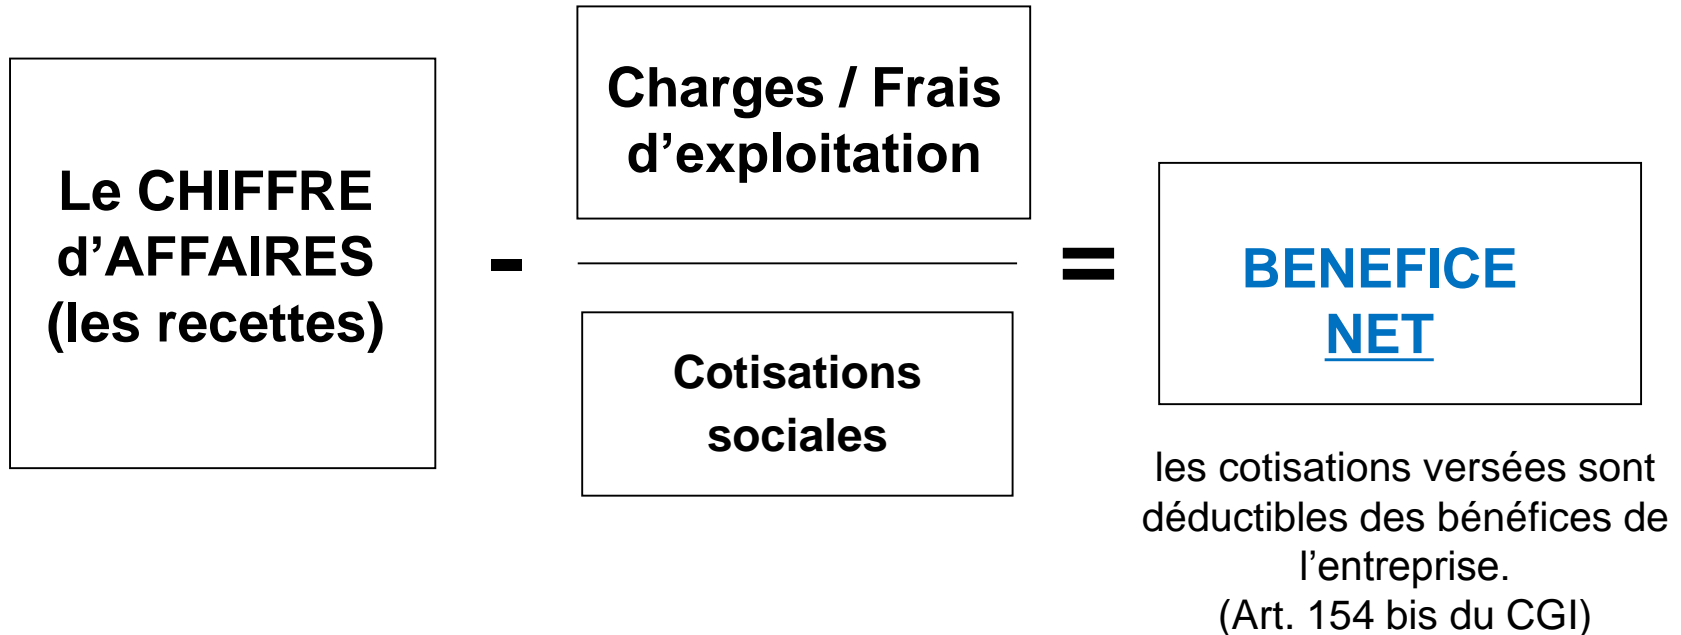 Le CHIFFRE
d’AFFAIRES
(les recettes)
-
Charges / Frais
d’exploitation
Cotisations
sociales
=
BENEFICE
NET
les cotisations versées sont
déductibles des bénéfices de
l’entreprise.
(Art. 154 bis du CGI)